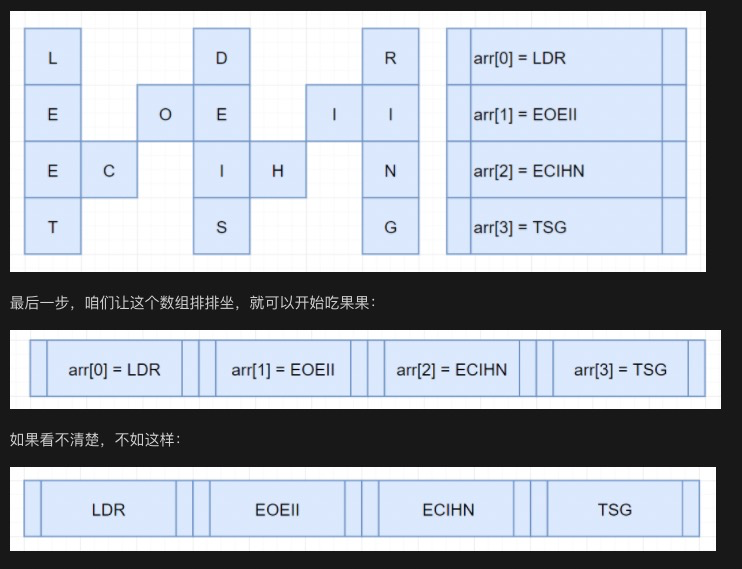 L D R arr[0] = LDR
E O E I I arr[1] = EOEII
E C I H N arr[2] = ECIHN
T S G arr[3] = TSG
最后一步，咱们让这个数组排排坐，就可以开始吃果果：
arr[0] = LDR arr[1] = EOEII arr[2] = ECIHN arr[3] = TSG
如果看不清楚，不如这样：
LDR EOEII ECIHN TSG